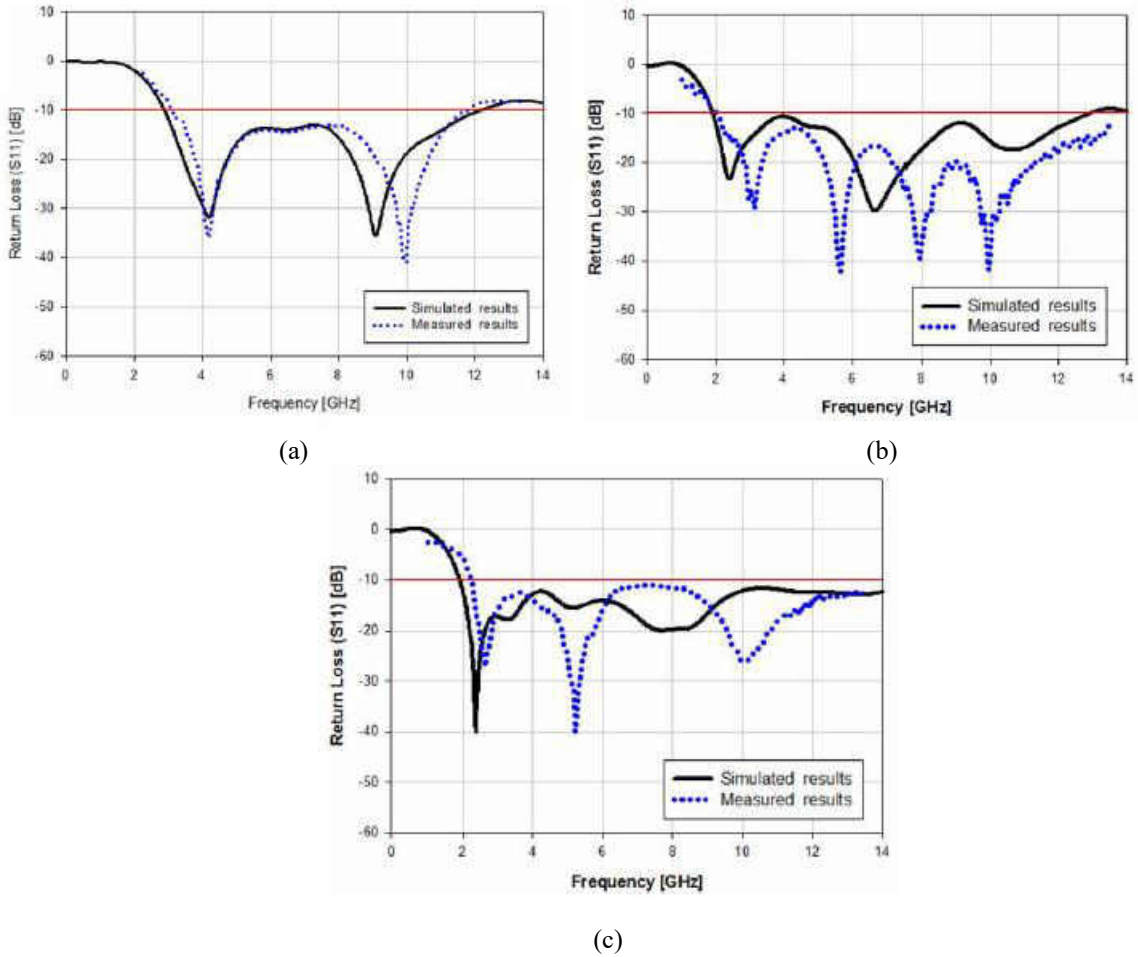 10
0
-10
-20
-30
-40
-50
-60
Return Loss (S11) [dB]
Simulated results
Measured results
0 2 4 6 8 10 12 14
Frequency [GHz]
(a)
10
0
-10
-20
-30
-40
-50
-60
Return Loss (S11) [dB]
Simulated results
Measured results
0 2 4 6 8 10 12 14
Frequency [GHz]
(b)
10
0
-10
-20
-30
-40
-50
-60
Return Loss (S11) [dB]
Simulated results
Measured results
0 2 4 6 8 10 12 14
Frequency [GHz]
(c)